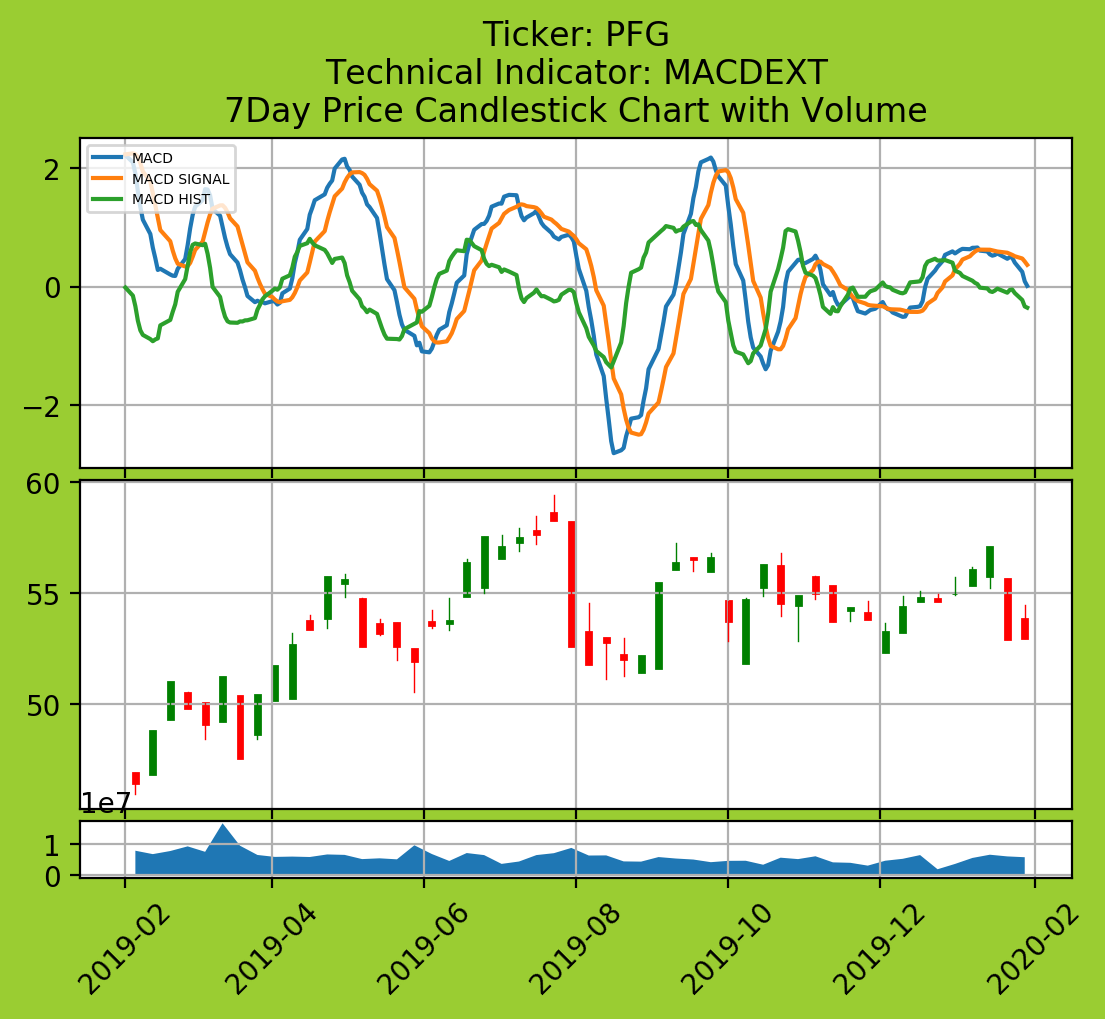 Ticker: PFG
Technical Indicator: MACDEXT
7Day Price Candlestick Chart with Volume
MACD
MACD SIGNAL
MACD HIST
2
0
−2
60
55
50
1e7
1
0
2019-02
2019-04
2019-06
2019-08
2019-10
2019-12
2020-02